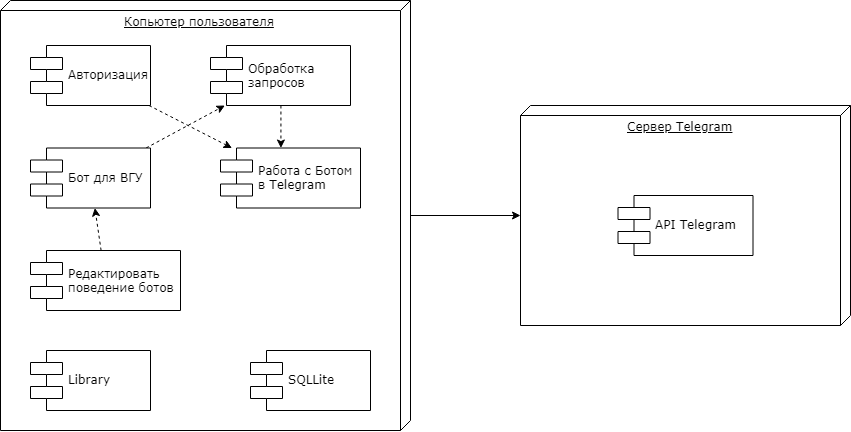 Копьютер пользователя
Авторизация
Обработка
запросов
Бот для ВГУ
Работа с Ботом
в Telegram
Редактировать
поведение ботов
Library
SQLLite
Сервер Telegram
API Telegram